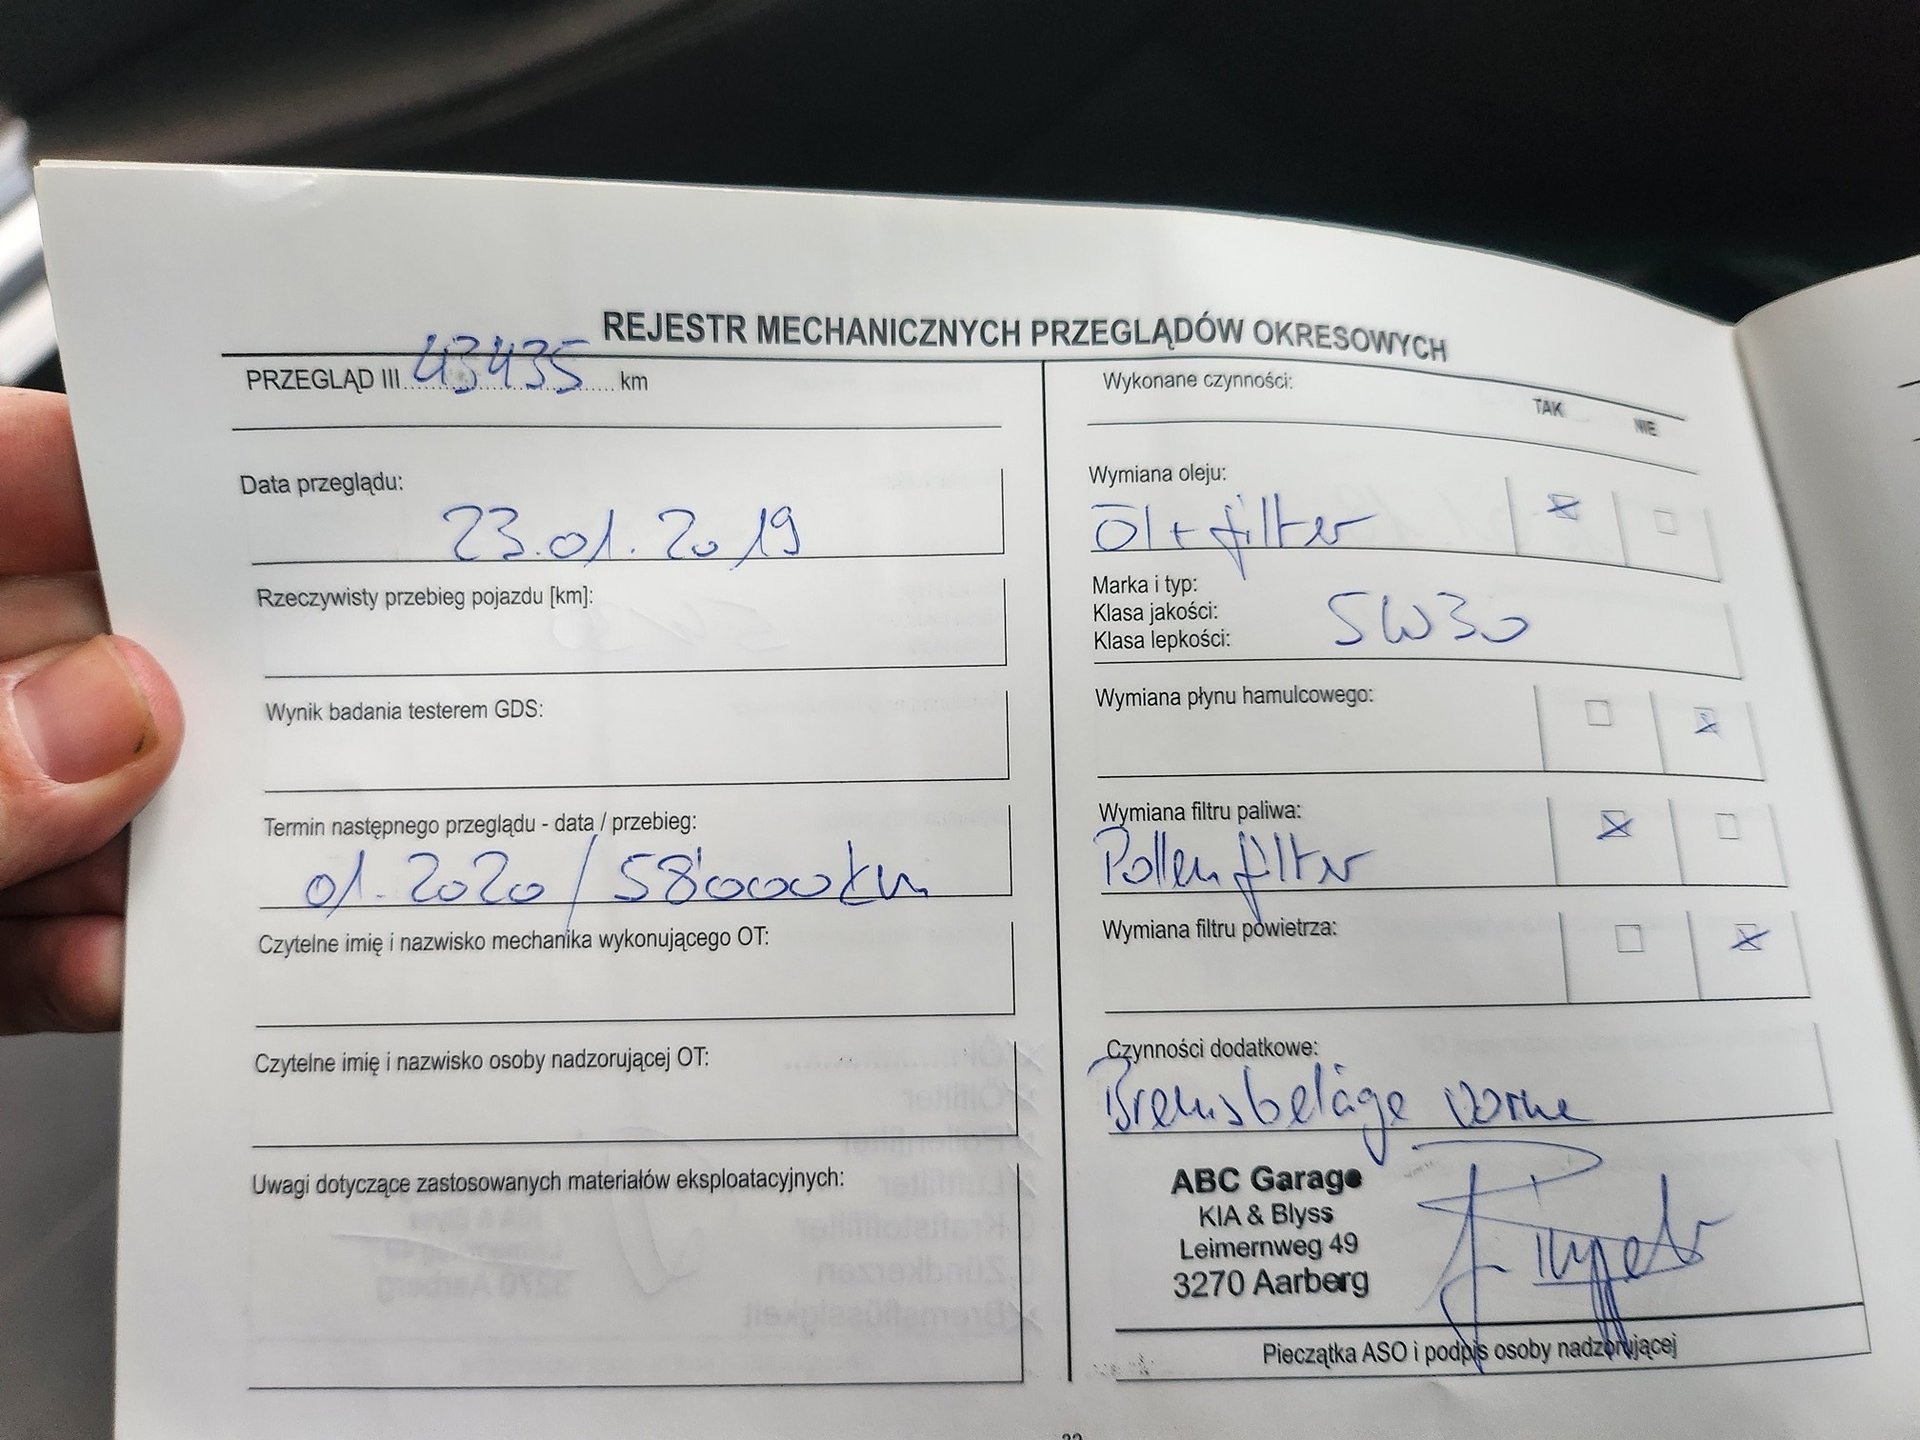 REJESTR MECHANICZNYCH PRZEGLĄDÓW OKRESOWYCH
PRZEGLĄD III 43435 km
Data przeglądu:
23.01.2019
Rzeczywisty przebieg pojazdu [km]:
Wynik badania testerem GDS:
Termin następnego przeglądu - data / przebieg:
01.2020 / 58'000 km
Czytelne imię i nazwisko mechanika wykonującego OT:
Czytelne imię i nazwisko osoby nadzorującej OT:
Uwagi dotyczące zastosowanych materiałów eksploatacyjnych:
Wykonane czynności:
TAK NIE
Wymiana oleju:
Öl + filter
Marka i typ:
Klasa jakości:
Klasa lepkości:
5W30
Wymiana płynu hamulcowego:
Wymiana filtru paliwa:
Pollenfilter
Wymiana filtru powietrza:
Czynności dodatkowe:
Bremsbeläge vorne
ABC Garage
KIA & Blyss
Leimernweg 49
3270 Aarberg
Pieczątka ASO i podpis osoby nadzorującej